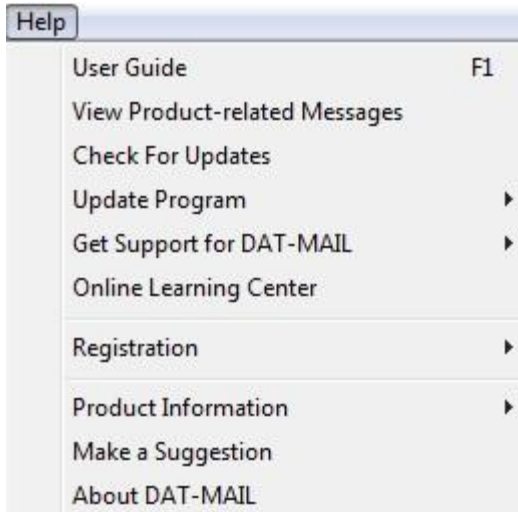 Help
User Guide F1
View Product-related Messages
Check For Updates
Update Program
Get Support for DAT-MAIL
Online Learning Center
Registration
Product Information
Make a Suggestion
About DAT-MAIL